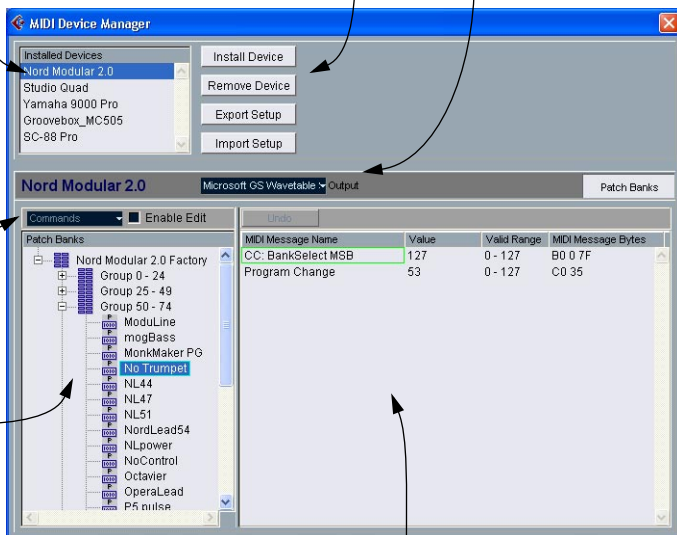 MIDI Device Manager
Installed Devices
Nord Modular 2.0
Studio Quad
Yamaha 9000 Pro
Groovebox_MC505
SC-88 Pro
Install Device
Remove Device
Export Setup
Import Setup
Nord Modular 2.0
Microsoft GS Wavetable
Output
Patch Banks
Commands
Enable Edit
Undo
Patch Banks
Nord Modular 2.0 Factory
Group 0 - 24
Group 25 - 49
Group 50 - 74
ModuLine
mogBass
MonkMaker PG
No Trumpet
NL44
NL47
NL51
NordLead54
NLpower
NoControl
Octavier
OperaLead
P5 pulse
MIDI Message Name Value Valid Range MIDI Message Bytes
CC: BankSelect MSB 127 0 - 127 B0 0 7F
Program Change 53 0 - 127 C0 35